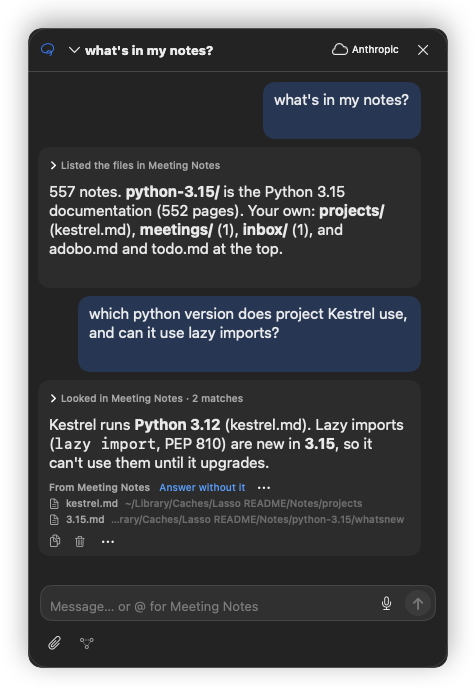 what's in my notes?
Anthropic
what's in my notes?
Listed the files in Meeting Notes
557 notes. python-3.15/ is the Python 3.15
documentation (552 pages). Your own: projects/
(kestrel.md), meetings/ (1), inbox/ (1), and
adobo.md and todo.md at the top.
which python version does project Kestrel use,
and can it use lazy imports?
Looked in Meeting Notes · 2 matches
Kestrel runs Python 3.12 (kestrel.md). Lazy imports
(lazy import, PEP 810) are new in 3.15, so it
can't use them until it upgrades.
From Meeting Notes Answer without it ···
kestrel.md ~/Library/Caches/Lasso README/Notes/projects
3.15.md ...rary/Caches/Lasso README/Notes/python-3.15/whatsnew
Message... or @ for Meeting Notes